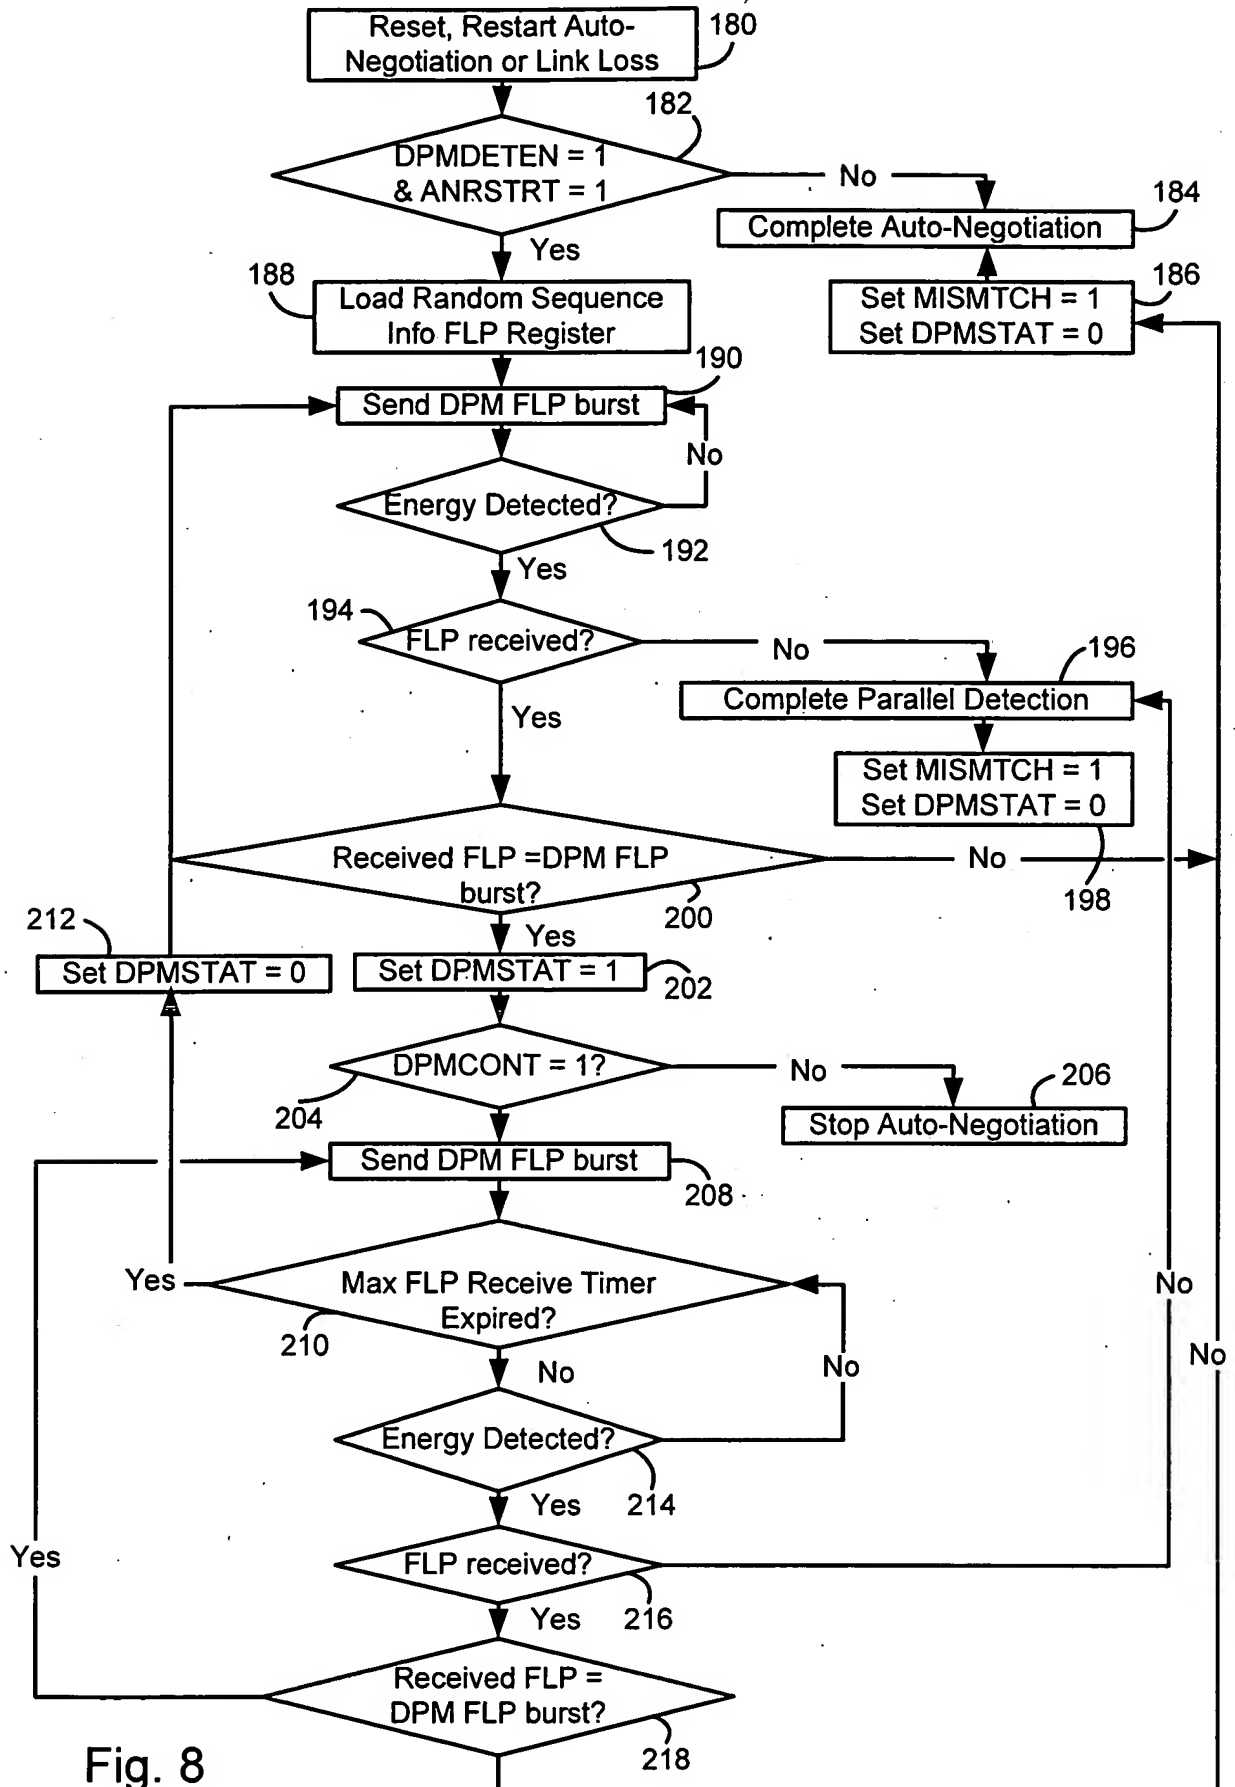 Reset, Restart Auto-
Negotiation or Link Loss
180
182
DPMDETEN = 1
& ANRSTRT = 1
No
184
Complete Auto-Negotiation
Yes
188
Load Random Sequence
Info FLP Register
186
Set MISMTCH = 1
Set DPMSTAT = 0
190
Send DPM FLP burst
No
Energy Detected?
192
Yes
194
FLP received?
No
196
Complete Parallel Detection
Yes
Set MISMTCH = 1
Set DPMSTAT = 0
198
Received FLP =DPM FLP
burst?
No
200
212
Yes
Set DPMSTAT = 0
Set DPMSTAT = 1
202
DPMCONT = 1?
No
204
206
Stop Auto-Negotiation
Send DPM FLP burst
208
Yes
Max FLP Receive Timer
Expired?
210
No
No
No
No
Energy Detected?
214
Yes
Yes
FLP received?
216
Yes
Received FLP =
DPM FLP burst?
218
Fig. 8